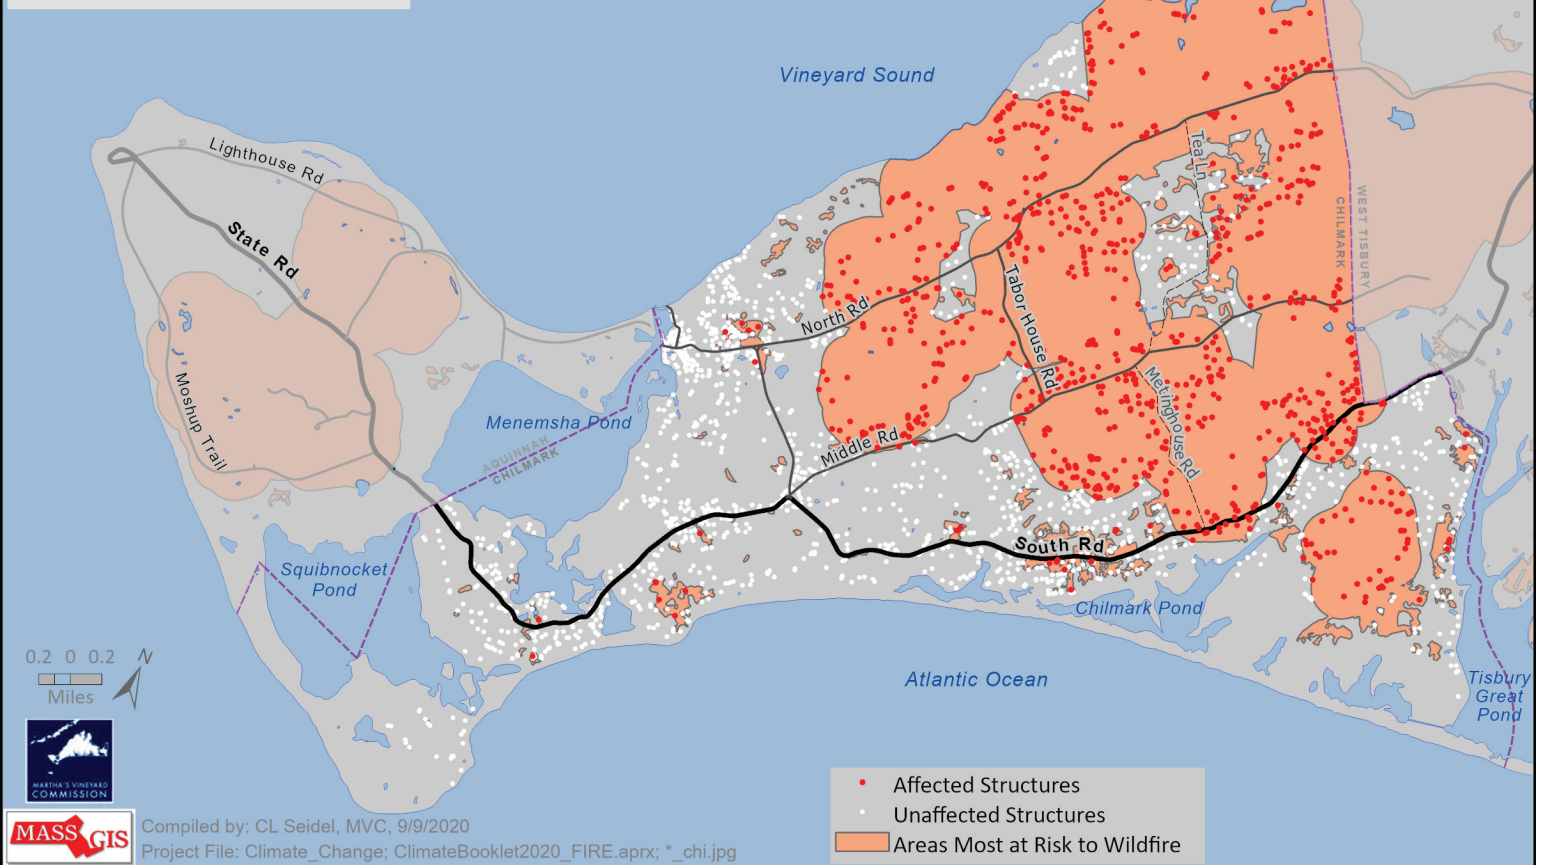 Vineyard Sound
Lighthouse Rd
State Rd
Moshup Trail
Menemsha Pond
AQUINNAH
CHILMARK
Squibnocket
Pond
North Rd
Middle Rd
Tabor House Rd
Tea Ln
Metinghouse Rd
South Rd
CHILMARK
WEST TISBURY
Chilmark Pond
Atlantic Ocean
Tisbury
Great
Pond
0.2 0 0.2
Miles
N
MARTHA'S VINEYARD
COMMISSION
MASS GIS
Compiled by: CL Seidel, MVC, 9/9/2020
Project File: Climate_Change; ClimateBooklet2020_FIRE.aprx; *_chi.jpg
Affected Structures
Unaffected Structures
Areas Most at Risk to Wildfire